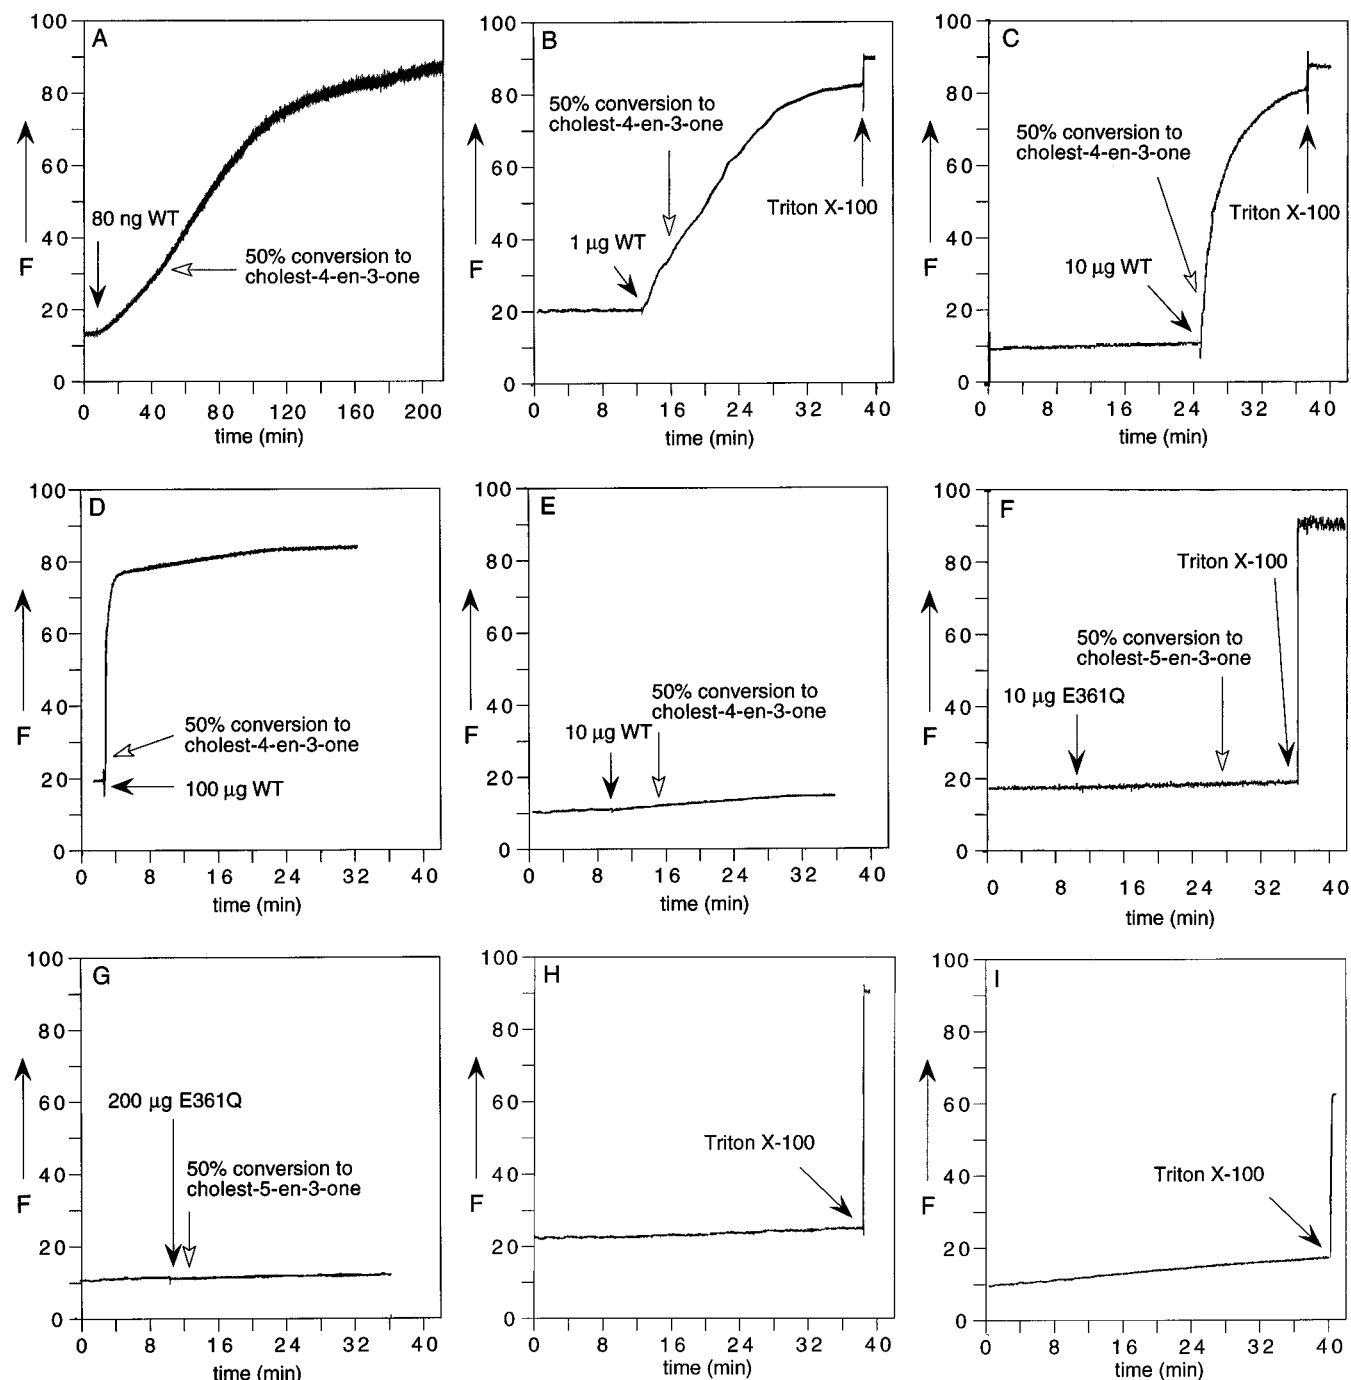 A
100
80
60
40
20
0
F
80 ng WT
50% conversion to
cholest-4-en-3-one
0 40 80 120 160 200
time (min)
B
100
80
60
40
20
0
F
50% conversion to
cholest-4-en-3-one
1 µg WT
Triton X-100
0 8 16 24 32 40
time (min)
C
100
80
60
40
20
0
F
50% conversion to
cholest-4-en-3-one
10 µg WT
Triton X-100
0 8 16 24 32 40
time (min)
D
100
80
60
40
20
0
F
50% conversion to
cholest-4-en-3-one
100 µg WT
0 8 16 24 32 40
time (min)
E
100
80
60
40
20
0
F
50% conversion to
cholest-4-en-3-one
10 µg WT
0 8 16 24 32 40
time (min)
F
100
80
60
40
20
0
F
Triton X-100
50% conversion to
cholest-5-en-3-one
10 µg E361Q
0 8 16 24 32 40
time (min)
G
100
80
60
40
20
0
F
200 µg E361Q
50% conversion to
cholest-5-en-3-one
0 8 16 24 32 40
time (min)
H
100
80
60
40
20
0
F
Triton X-100
0 8 16 24 32 40
time (min)
I
100
80
60
40
20
0
F
Triton X-100
0 8 16 24 32 40
time (min)